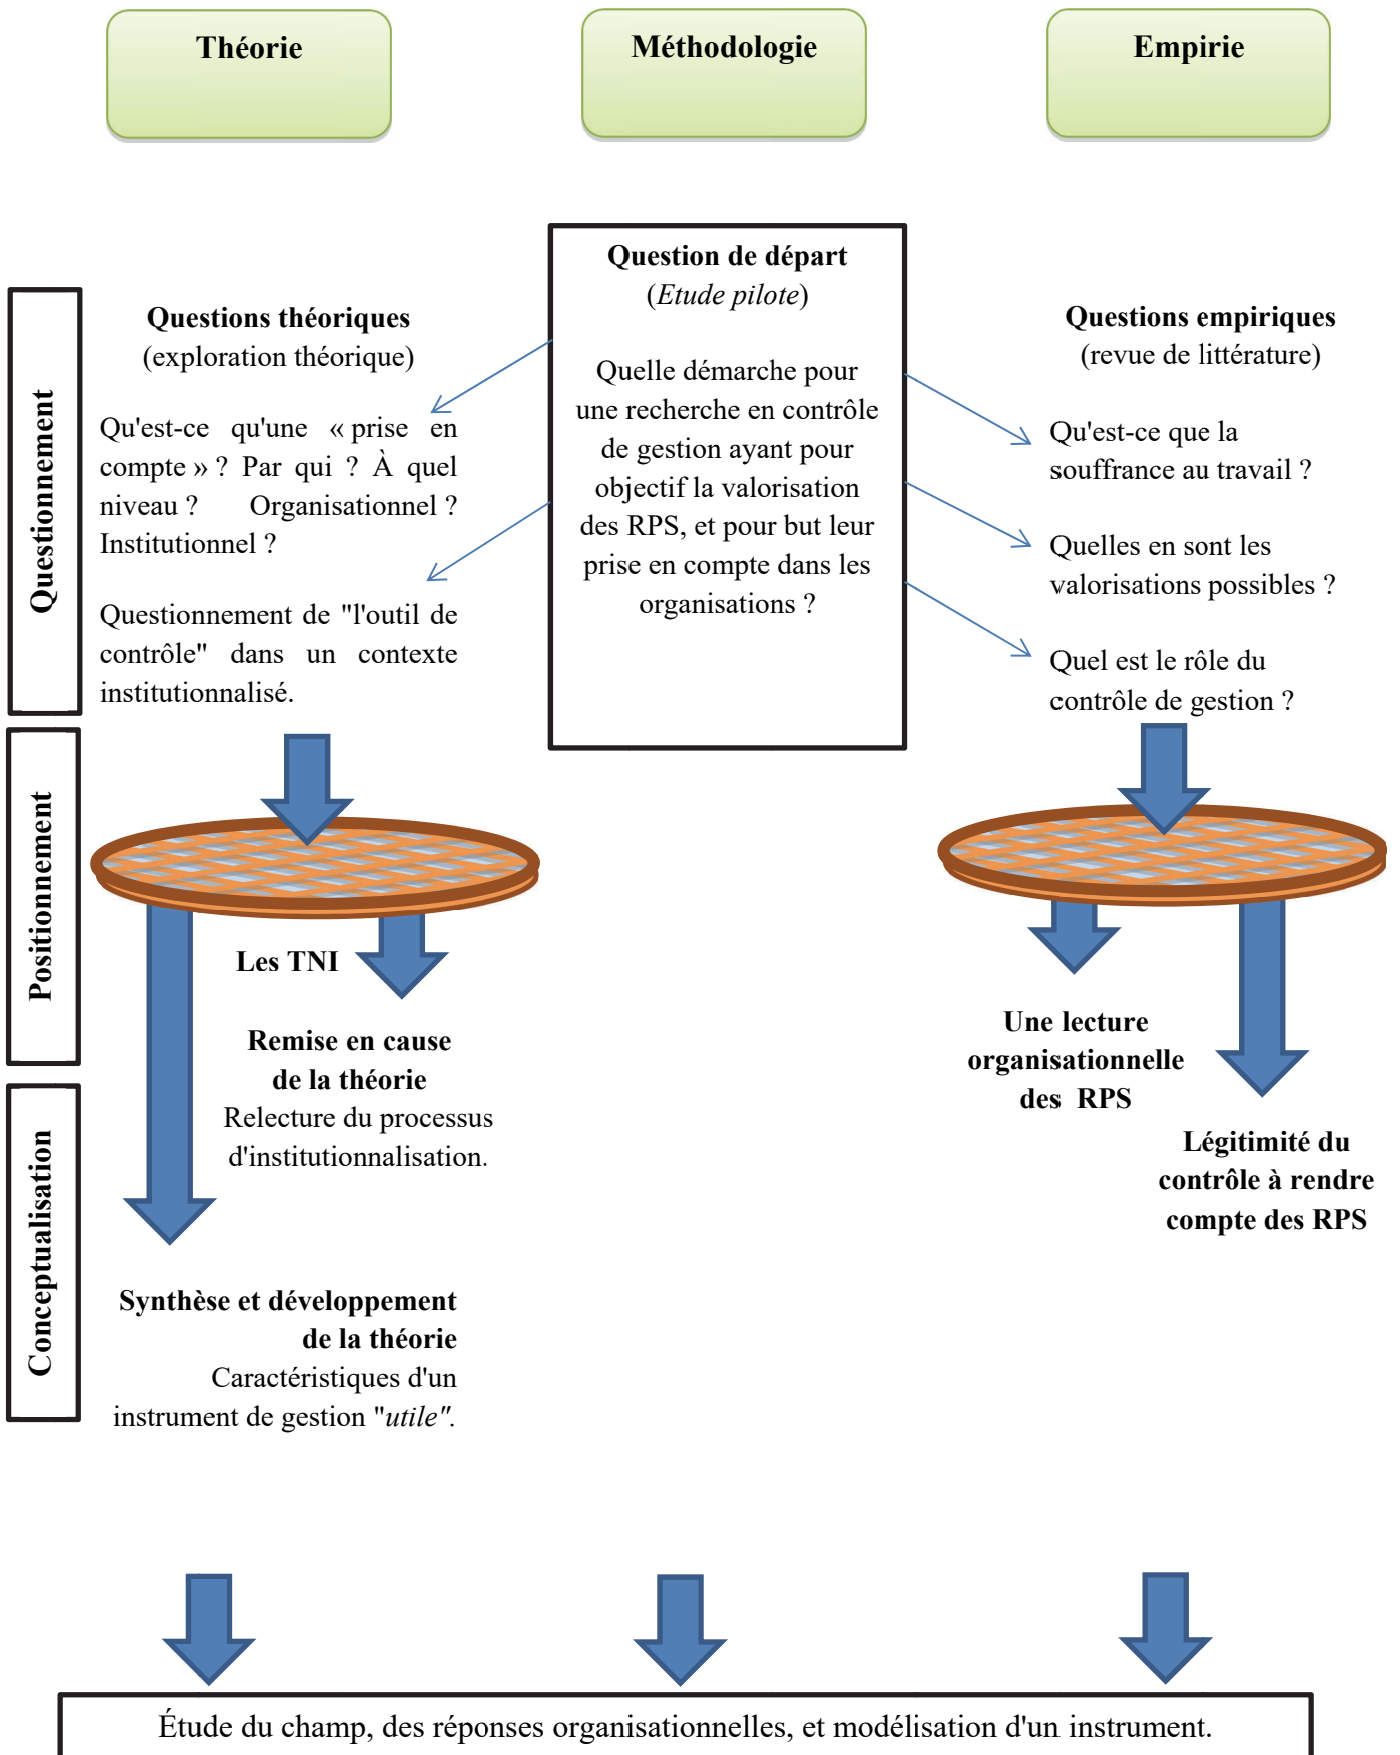 Théorie
Méthodologie
Empirie
Question de départ
(Etude pilote)
Quelle démarche pour
une recherche en contrôle
de gestion ayant pour
objectif la valorisation
des RPS, et pour but leur
prise en compte dans les
organisations ?
Questionnement
Questions théoriques
(exploration théorique)
Qu'est-ce qu'une « prise en
compte » ? Par qui ? À quel
niveau ? Organisationnel ?
Institutionnel ?
Questionnement de "l'outil de
contrôle" dans un contexte
institutionnalisé.
Questions empiriques
(revue de littérature)
Qu'est-ce que la
souffrance au travail ?
Quelles en sont les
valorisations possibles ?
Quel est le rôle du
contrôle de gestion ?
Positionnement
Les TNI
Remise en cause
de la théorie
Relecture du processus
d'institutionnalisation.
Une lecture
organisationnelle
des RPS
Légitimité du
contrôle à rendre
compte des RPS
Conceptualisation
Synthèse et développement
de la théorie
Caractéristiques d'un
instrument de gestion "utile".
Étude du champ, des réponses organisationnelles, et modélisation d'un instrument.